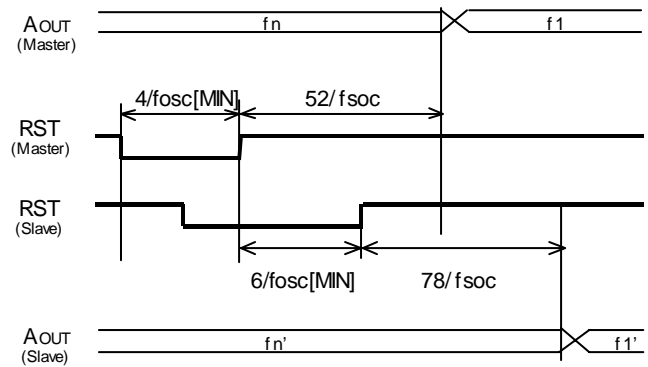 AOUT fn f1
(Master)
4/fosc[MIN] 52/fsoc
RST
(Master)
RST
(Slave)
6/fosc[MIN] 78/fsoc
AOUT fn' f1'
(Slave)